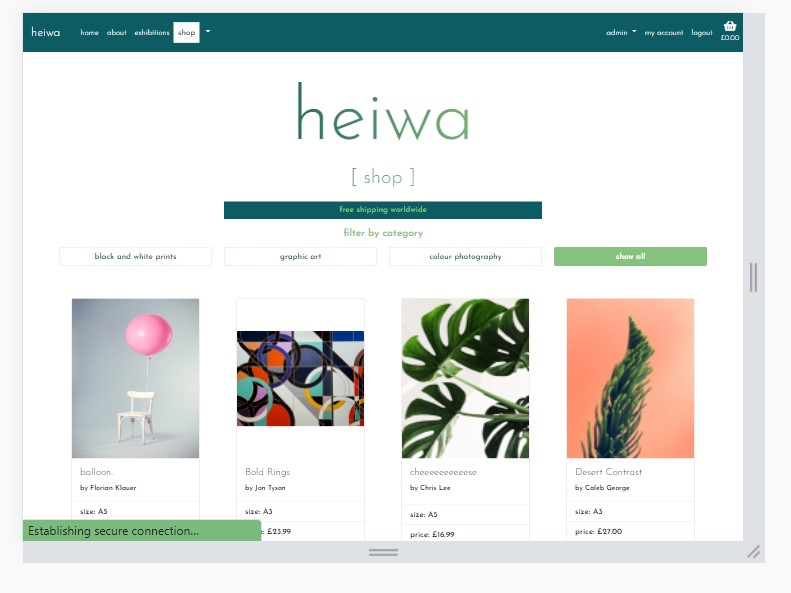 heiwa home about exhibitions shop admin my account logout £0.00
heiwa
[ shop ]
free shipping worldwide
filter by category
black and white prints graphic art colour photography show all
balloon. Bold Rings cheeeeeeeeese Desert Contrast
by Florian Klauer by Jon Tyson by Chris Lee by Caleb George
size: A5 size: A3 size: A5 size: A3
£23.99 price: £16.99 price: £27.00
Establishing secure connection...